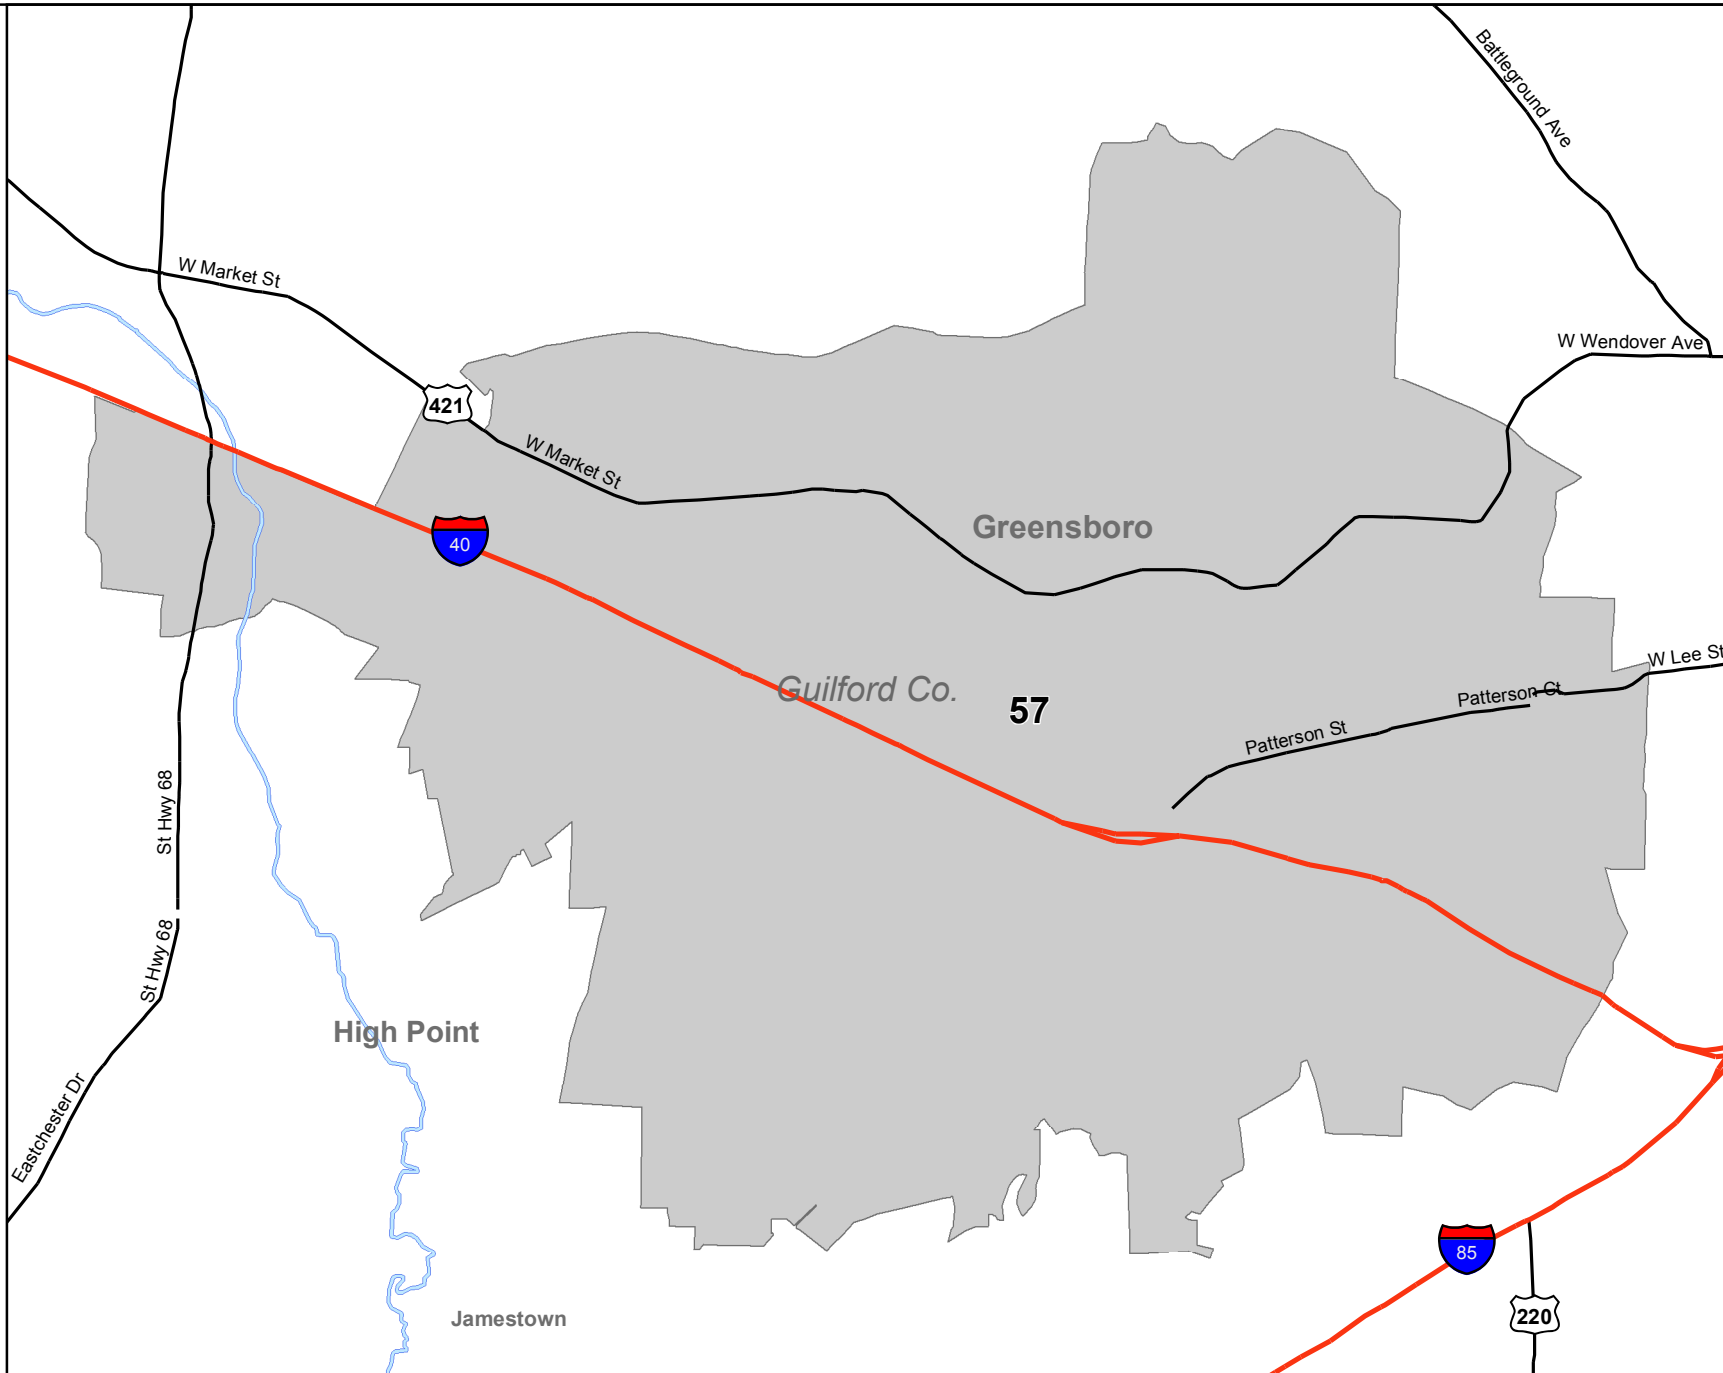 Battleground Ave
W Market St
W Wendover Ave
421
W Market St
Greensboro
40
W Lee St
Guilford Co.
57
Patterson Ct
Patterson St
St Hwy 68
St Hwy 68
High Point
Eastchester Dr
85
Jamestown
220